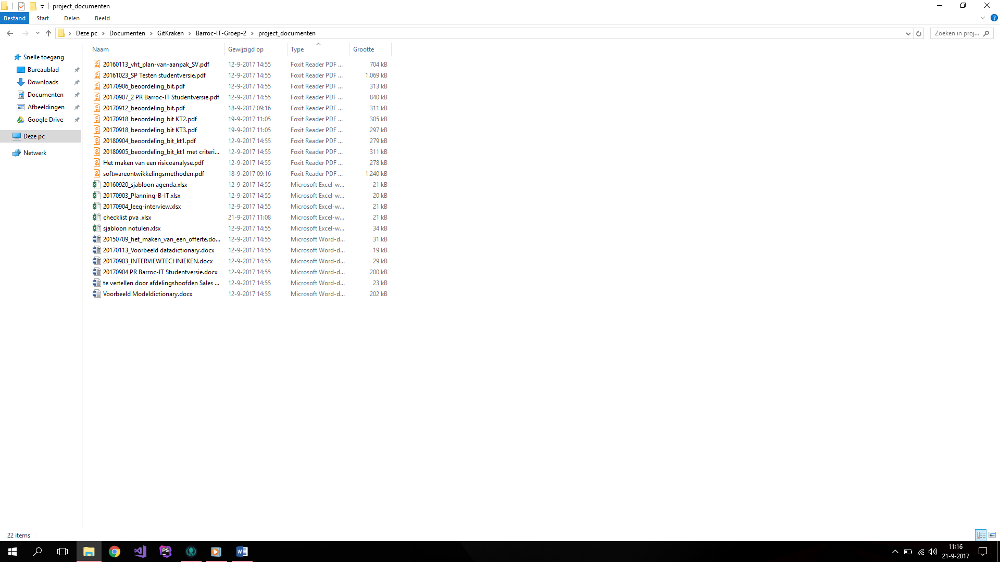 project_documenten
Bestand Start Delen Beeld
Deze pc Documenten GitKraken Barroc-IT-Groep-2 project_documenten Zoeken in proj...
Naam Gewijzigd op Type Grootte
Snelle toegang
Bureaublad
Downloads
Documenten
Afbeeldingen
Google Drive
Deze pc
Netwerk
20160113_vht_plan-van-aanpak_SV.pdf 12-9-2017 14:55 Foxit Reader PDF ... 704 kB
20161023_SP Testen studentversie.pdf 12-9-2017 14:55 Foxit Reader PDF ... 1.069 kB
20170906_beoordeling_bit.pdf 12-9-2017 14:55 Foxit Reader PDF ... 313 kB
20170907_2 PR Barroc-IT Studentversie.pdf 12-9-2017 14:55 Foxit Reader PDF ... 840 kB
20170912_beoordeling_bit.pdf 18-9-2017 09:16 Foxit Reader PDF ... 311 kB
20170918_beoordeling_bit KT2.pdf 19-9-2017 11:05 Foxit Reader PDF ... 305 kB
20170918_beoordeling_bit KT3.pdf 19-9-2017 11:05 Foxit Reader PDF ... 297 kB
20180904_beoordeling_bit_kt1.pdf 12-9-2017 14:55 Foxit Reader PDF ... 279 kB
20180905_beoordeling_bit_kt1 met criteri... 12-9-2017 14:55 Foxit Reader PDF ... 311 kB
Het maken van een risicoanalyse.pdf 12-9-2017 14:55 Foxit Reader PDF ... 278 kB
softwareontwikkelingsmethoden.pdf 18-9-2017 09:16 Foxit Reader PDF ... 1.240 kB
20160920_sjabloon agenda.xlsx 12-9-2017 14:55 Microsoft Excel-w... 21 kB
20170903_Planning-B-IT.xlsx 12-9-2017 14:55 Microsoft Excel-w... 20 kB
20170904_leeg-interview.xlsx 12-9-2017 14:55 Microsoft Excel-w... 21 kB
checklist pva .xlsx 21-9-2017 11:08 Microsoft Excel-w... 21 kB
sjabloon notulen.xlsx 12-9-2017 14:55 Microsoft Excel-w... 34 kB
20150709_het_maken_van_een_offerte.do... 12-9-2017 14:55 Microsoft Word-d... 31 kB
20170113_Voorbeeld datadictionary.docx 12-9-2017 14:55 Microsoft Word-d... 19 kB
20170903_INTERVIEWTECHNIEKEN.docx 12-9-2017 14:55 Microsoft Word-d... 29 kB
20170904 PR Barroc-IT Studentversie.docx 12-9-2017 14:55 Microsoft Word-d... 200 kB
te vertellen door afdelingshoofden Sales ... 12-9-2017 14:55 Microsoft Word-d... 23 kB
Voorbeeld Modeldictionary.docx 12-9-2017 14:55 Microsoft Word-d... 202 kB
22 items
11:16
21-9-2017